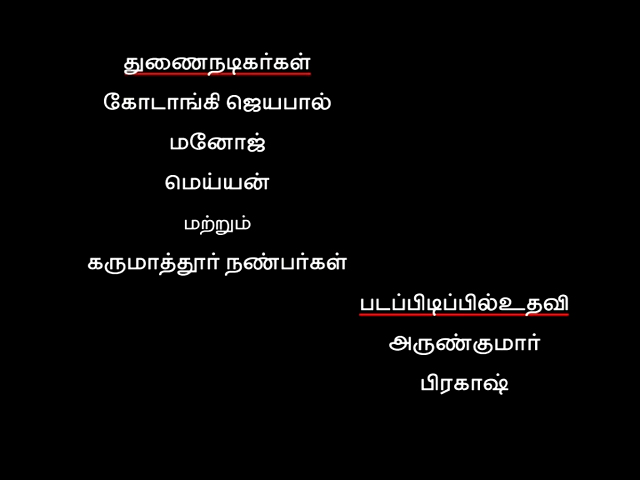 துணைநடிகர்கள்
கோடாங்கி ஜெயபால்
மனோஜ்
மெய்யன்
மற்றும்
கருமாத்தூர் நண்பர்கள்
படப்பிடிப்பில்உதவி
அருண்குமார்
பிரகாஷ்